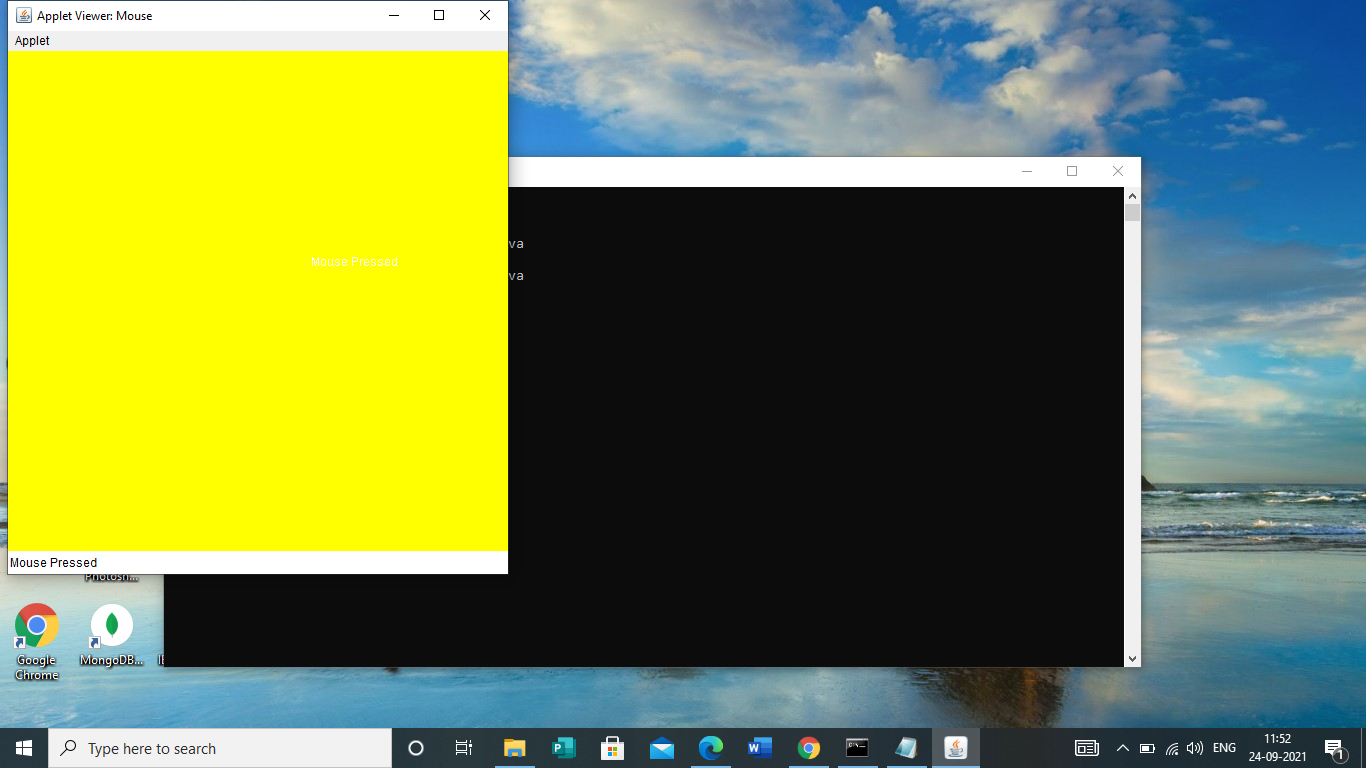 Applet Viewer: Mouse
Applet
va
va
Mouse Pressed
Mouse Pressed
Photosh...
Google
Chrome
MongoDB...
Type here to search
ENG
11:52
24-09-2021
1